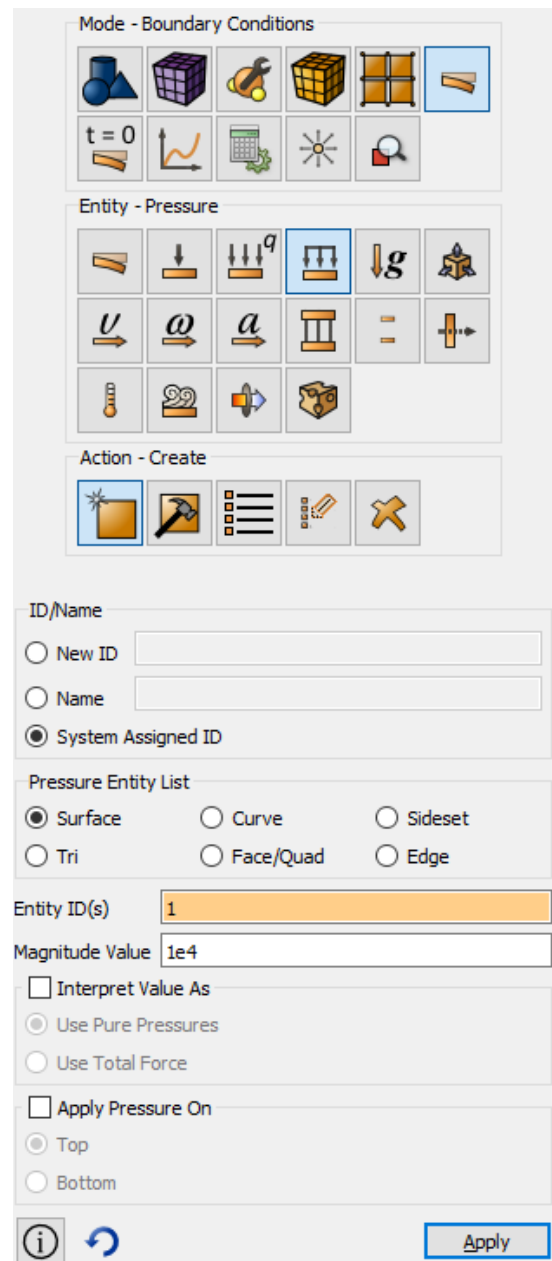 Mode - Boundary Conditions
t = 0
Entity - Pressure
q
g
υ ω a
Action - Create
ID/Name
New ID
Name
System Assigned ID
Pressure Entity List
Surface Curve Sideset
Tri Face/Quad Edge
Entity ID(s) 1
Magnitude Value 1e4
Interpret Value As
Use Pure Pressures
Use Total Force
Apply Pressure On
Top
Bottom
i Apply